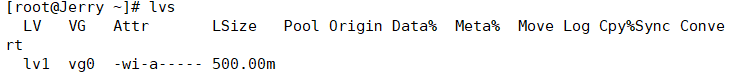 [root@Jerry ~]# lvs
  LV   VG  Attr       LSize   Pool Origin Data%  Meta%  Move Log Cpy%Sync Conve
rt
  lv1  vg0 -wi-a----- 500.00m